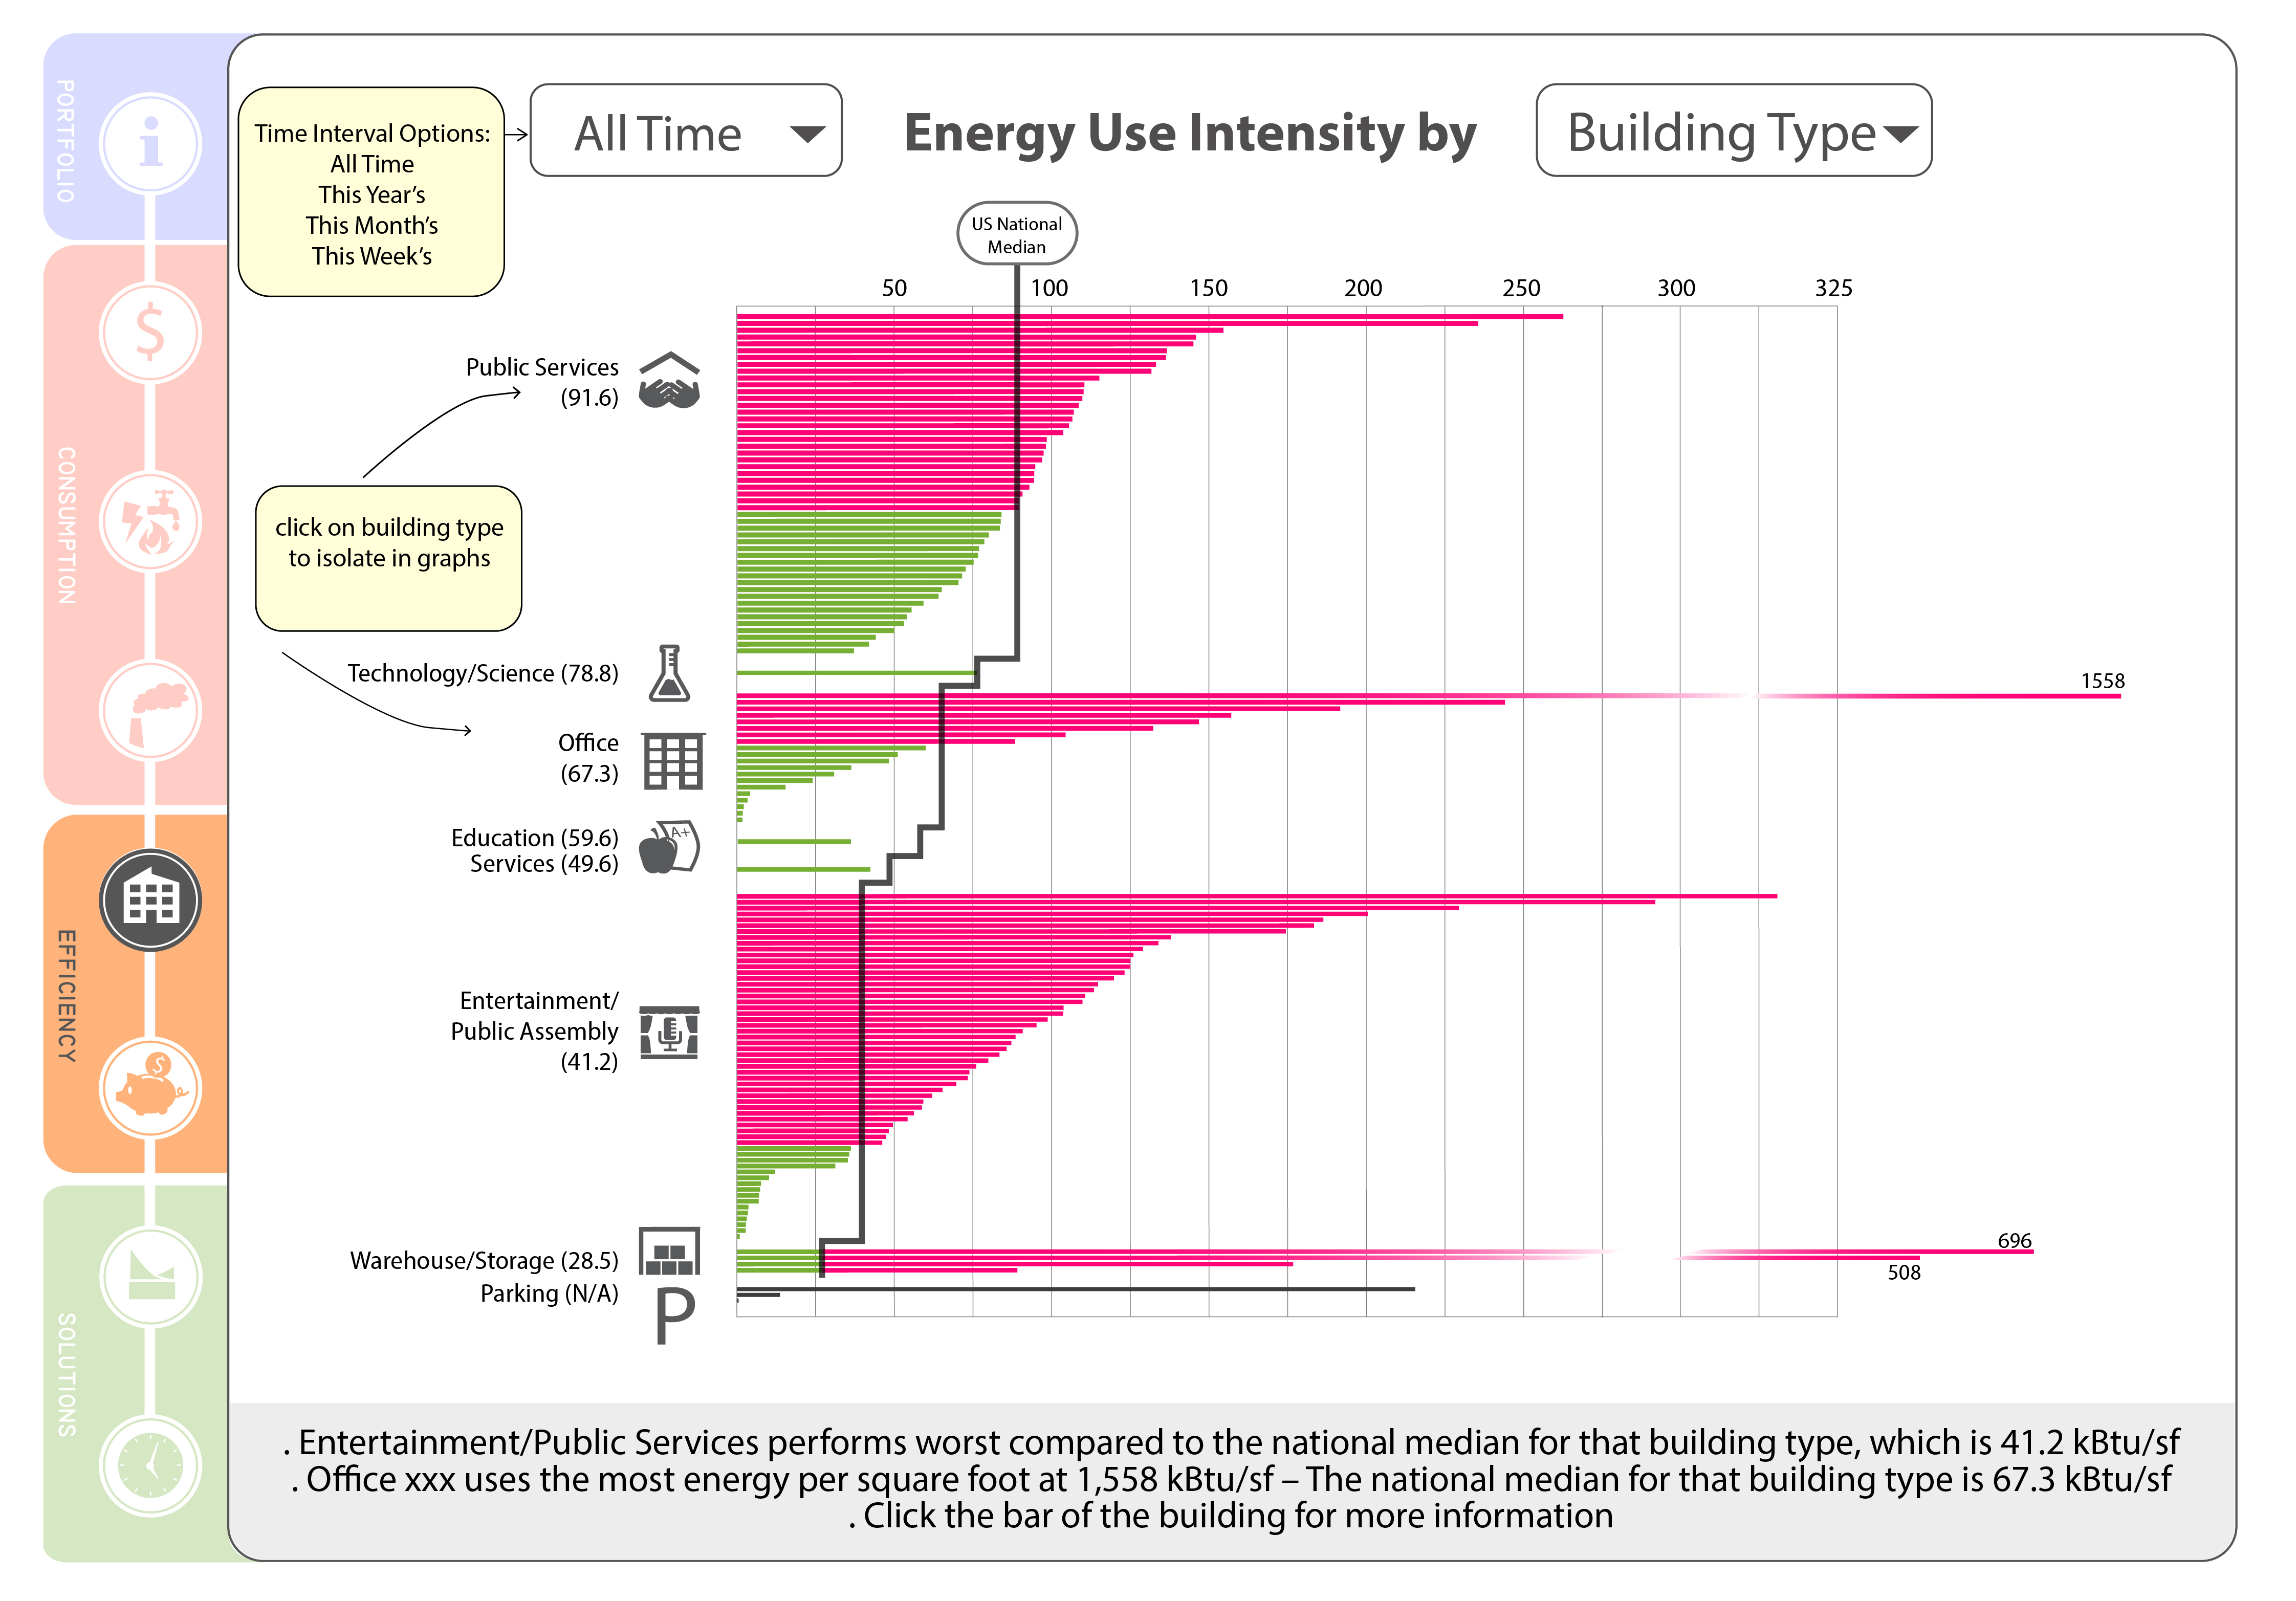 PORTFOLIO
CONSUMPTION
EFFICIENCY
SOLUTIONS
i
$
$
Time Interval Options:
All Time
This Year’s
This Month’s
This Week’s
All Time
Energy Use Intensity by
Building Type
US National
Median
50 100 150 200 250 300 325
Public Services
(91.6)
click on building type
to isolate in graphs
Technology/Science (78.8)
1558
Office
(67.3)
Education (59.6)
A+
Services (49.6)
Entertainment/
Public Assembly
(41.2)
696
Warehouse/Storage (28.5)
508
Parking (N/A)
P
. Entertainment/Public Services performs worst compared to the national median for that building type, which is 41.2 kBtu/sf
. Office xxx uses the most energy per square foot at 1,558 kBtu/sf – The national median for that building type is 67.3 kBtu/sf
. Click the bar of the building for more information